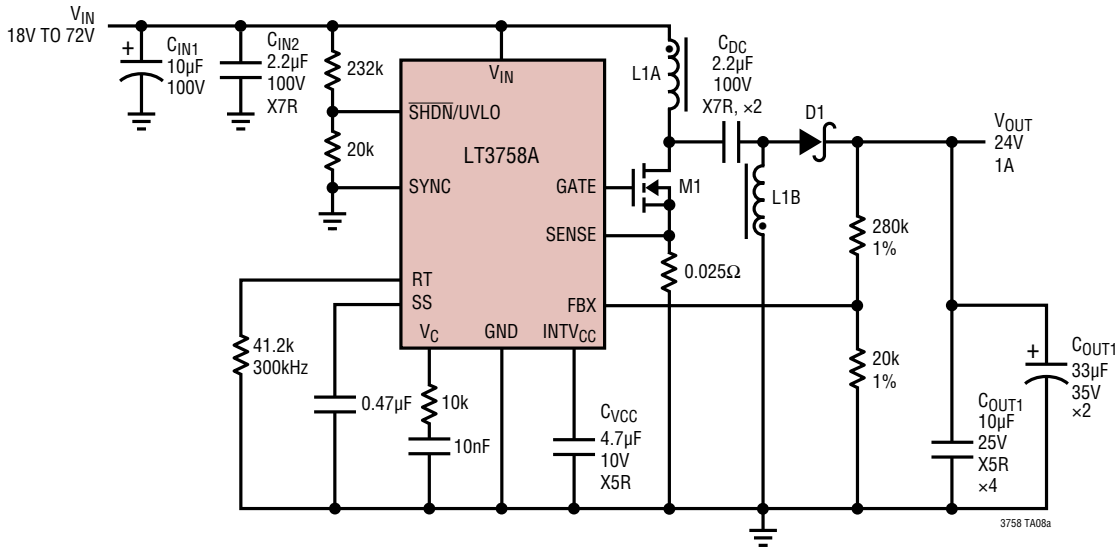 VIN
18V TO 72V
CIN1
10µF
100V
CIN2
2.2µF
100V
X7R
232k
20k
VIN
SHDN/UVLO
LT3758A
SYNC
GATE
SENSE
RT
SS
FBX
VC
GND
INTVCC
L1A
CDC
2.2µF
100V
X7R, ×2
D1
M1
L1B
0.025Ω
VOUT
24V
1A
280k
1%
20k
1%
41.2k
300kHz
0.47µF
10k
10nF
CVCC
4.7µF
10V
X5R
COUT1
10µF
25V
X5R
×4
COUT1
33µF
35V
×2
3758 TA08a